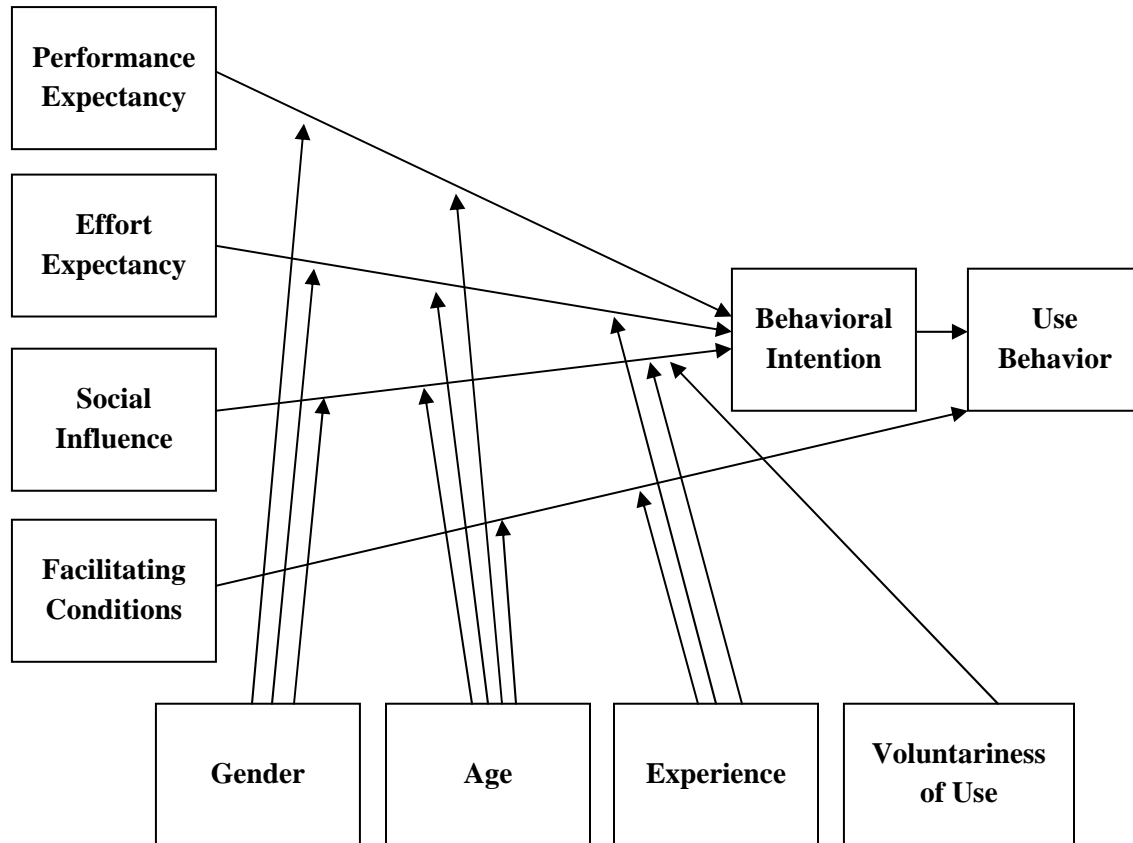 Performance
Expectancy
Effort
Expectancy
Social
Influence
Facilitating
Conditions
Behavioral
Intention
Use
Behavior
Gender
Age
Experience
Voluntariness
of Use